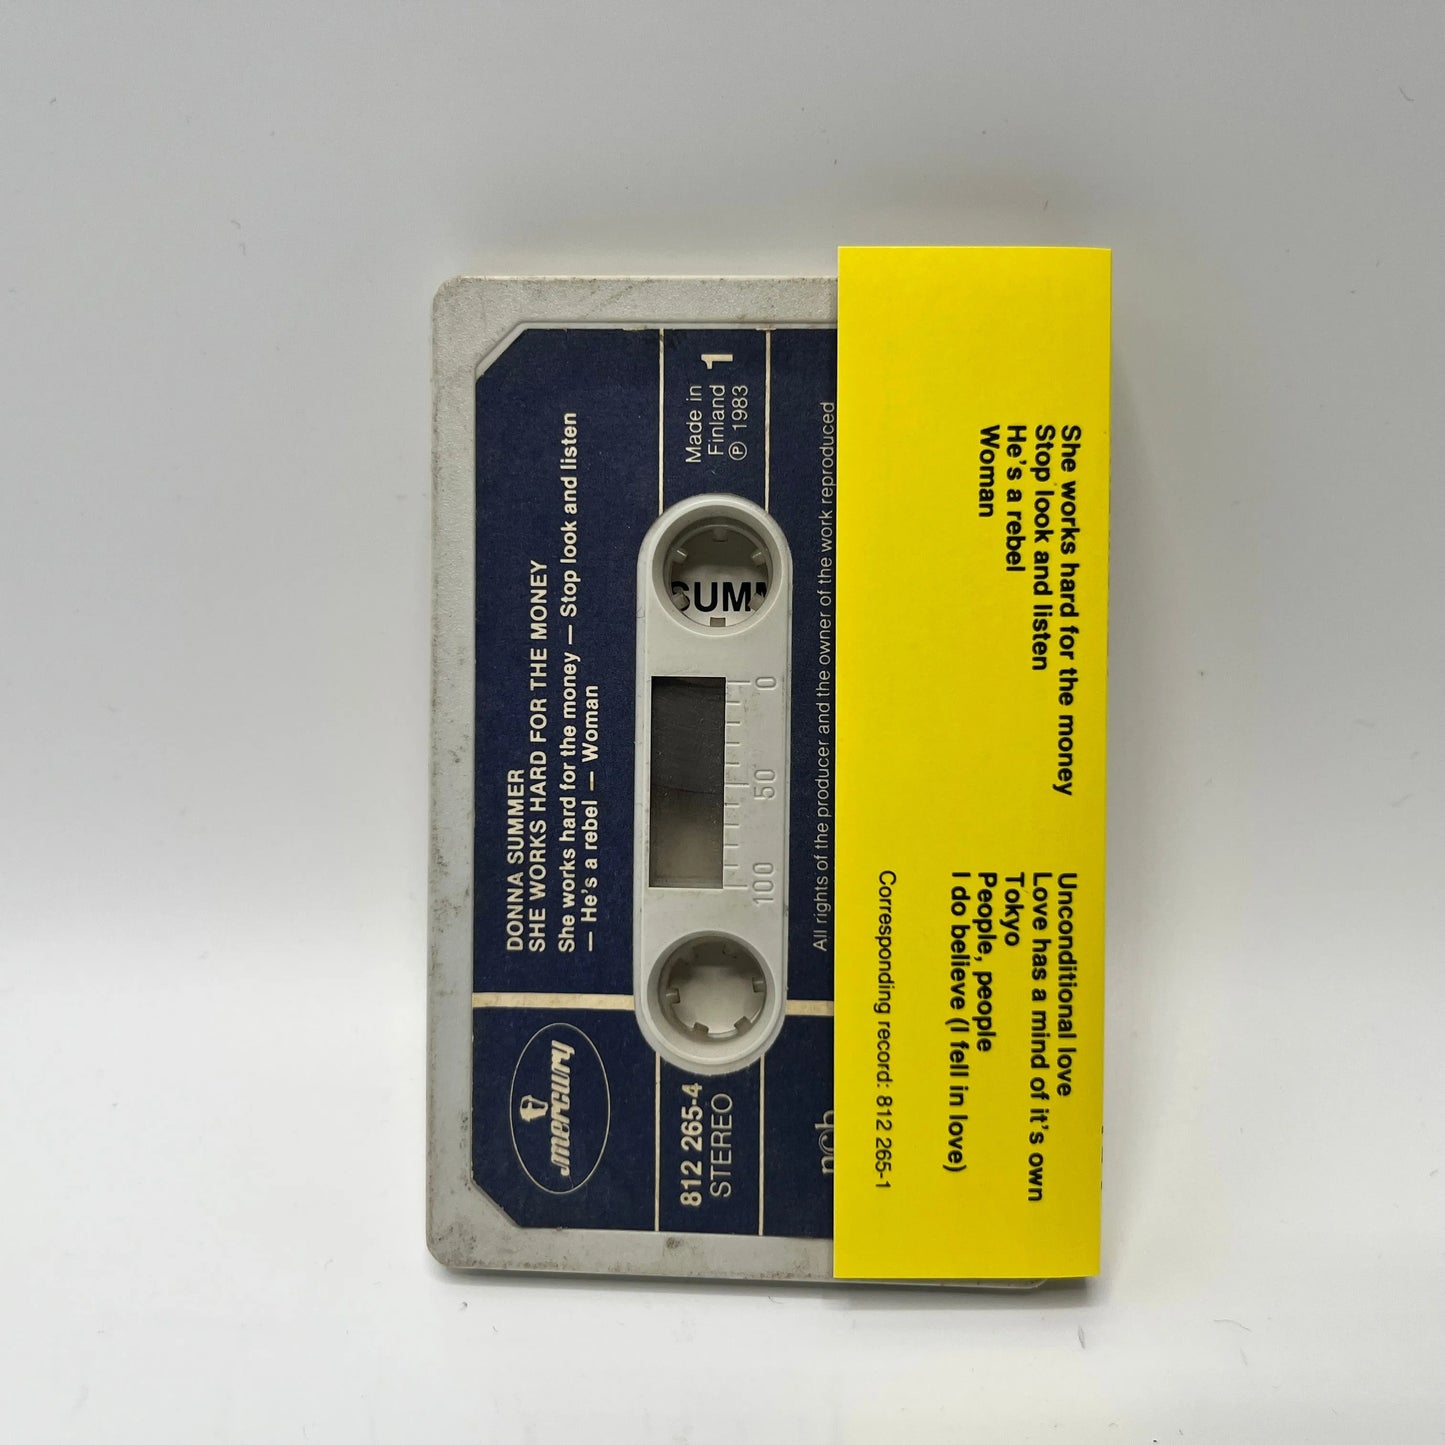 DONNA SUMMER
SHE WORKS HARD FOR THE MONEY
She works hard for the money — Stop look and listen
— He's a rebel — Woman
Made in
Finland
℗ 1983
1
SUMM
0
50
100
mercury
812 265-4
STEREO
All rights of the producer and the owner of the work reproduced
n©b
She works hard for the money
Stop look and listen
He's a rebel
Woman
Unconditional love
Love has a mind of it's own
Tokyo
People, people
I do believe (I fell in love)
Corresponding record: 812 265-1